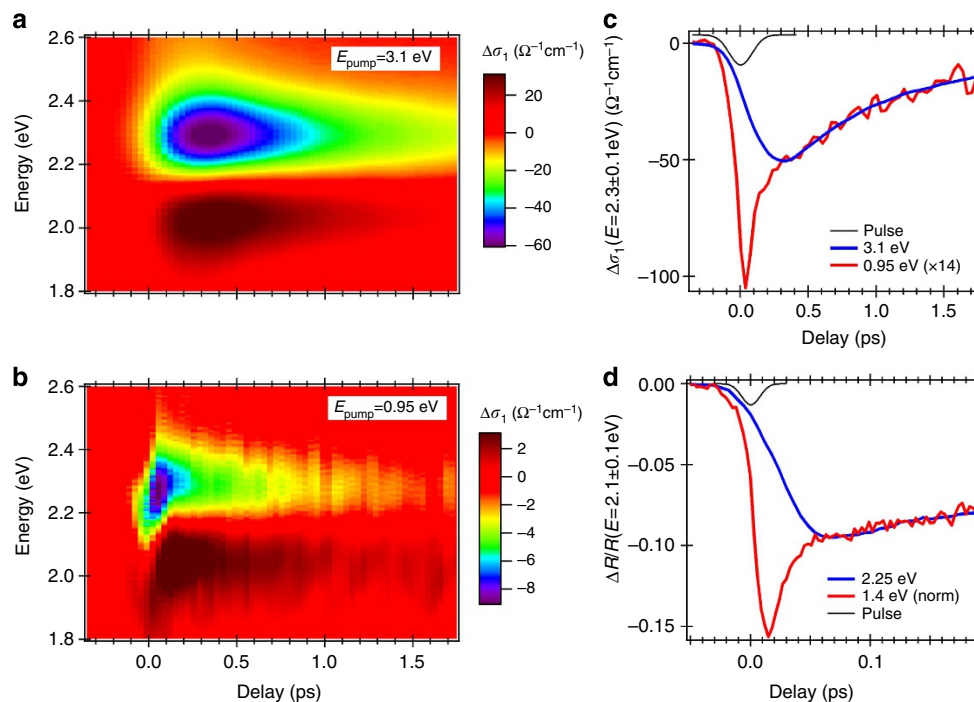 a
2.6
2.4
2.2
2.0
1.8
Energy (eV)
E_pump=3.1 eV
Δσ₁ (Ω⁻¹cm⁻¹)
20
0
−20
−40
−60
b
2.6
2.4
2.2
2.0
1.8
Energy (eV)
E_pump=0.95 eV
Δσ₁ (Ω⁻¹cm⁻¹)
2
0
−2
−4
−6
−8
0.0 0.5 1.0 1.5
Delay (ps)
c
0
−50
−100
Δσ₁(E=2.3±0.1eV) (Ω⁻¹cm⁻¹)
Pulse
3.1 eV
0.95 eV (×14)
0.0 0.5 1.0 1.5
Delay (ps)
d
0.00
−0.05
−0.10
−0.15
ΔR/R(E=2.1±0.1eV)
2.25 eV
1.4 eV (norm)
Pulse
0.0 0.1
Delay (ps)